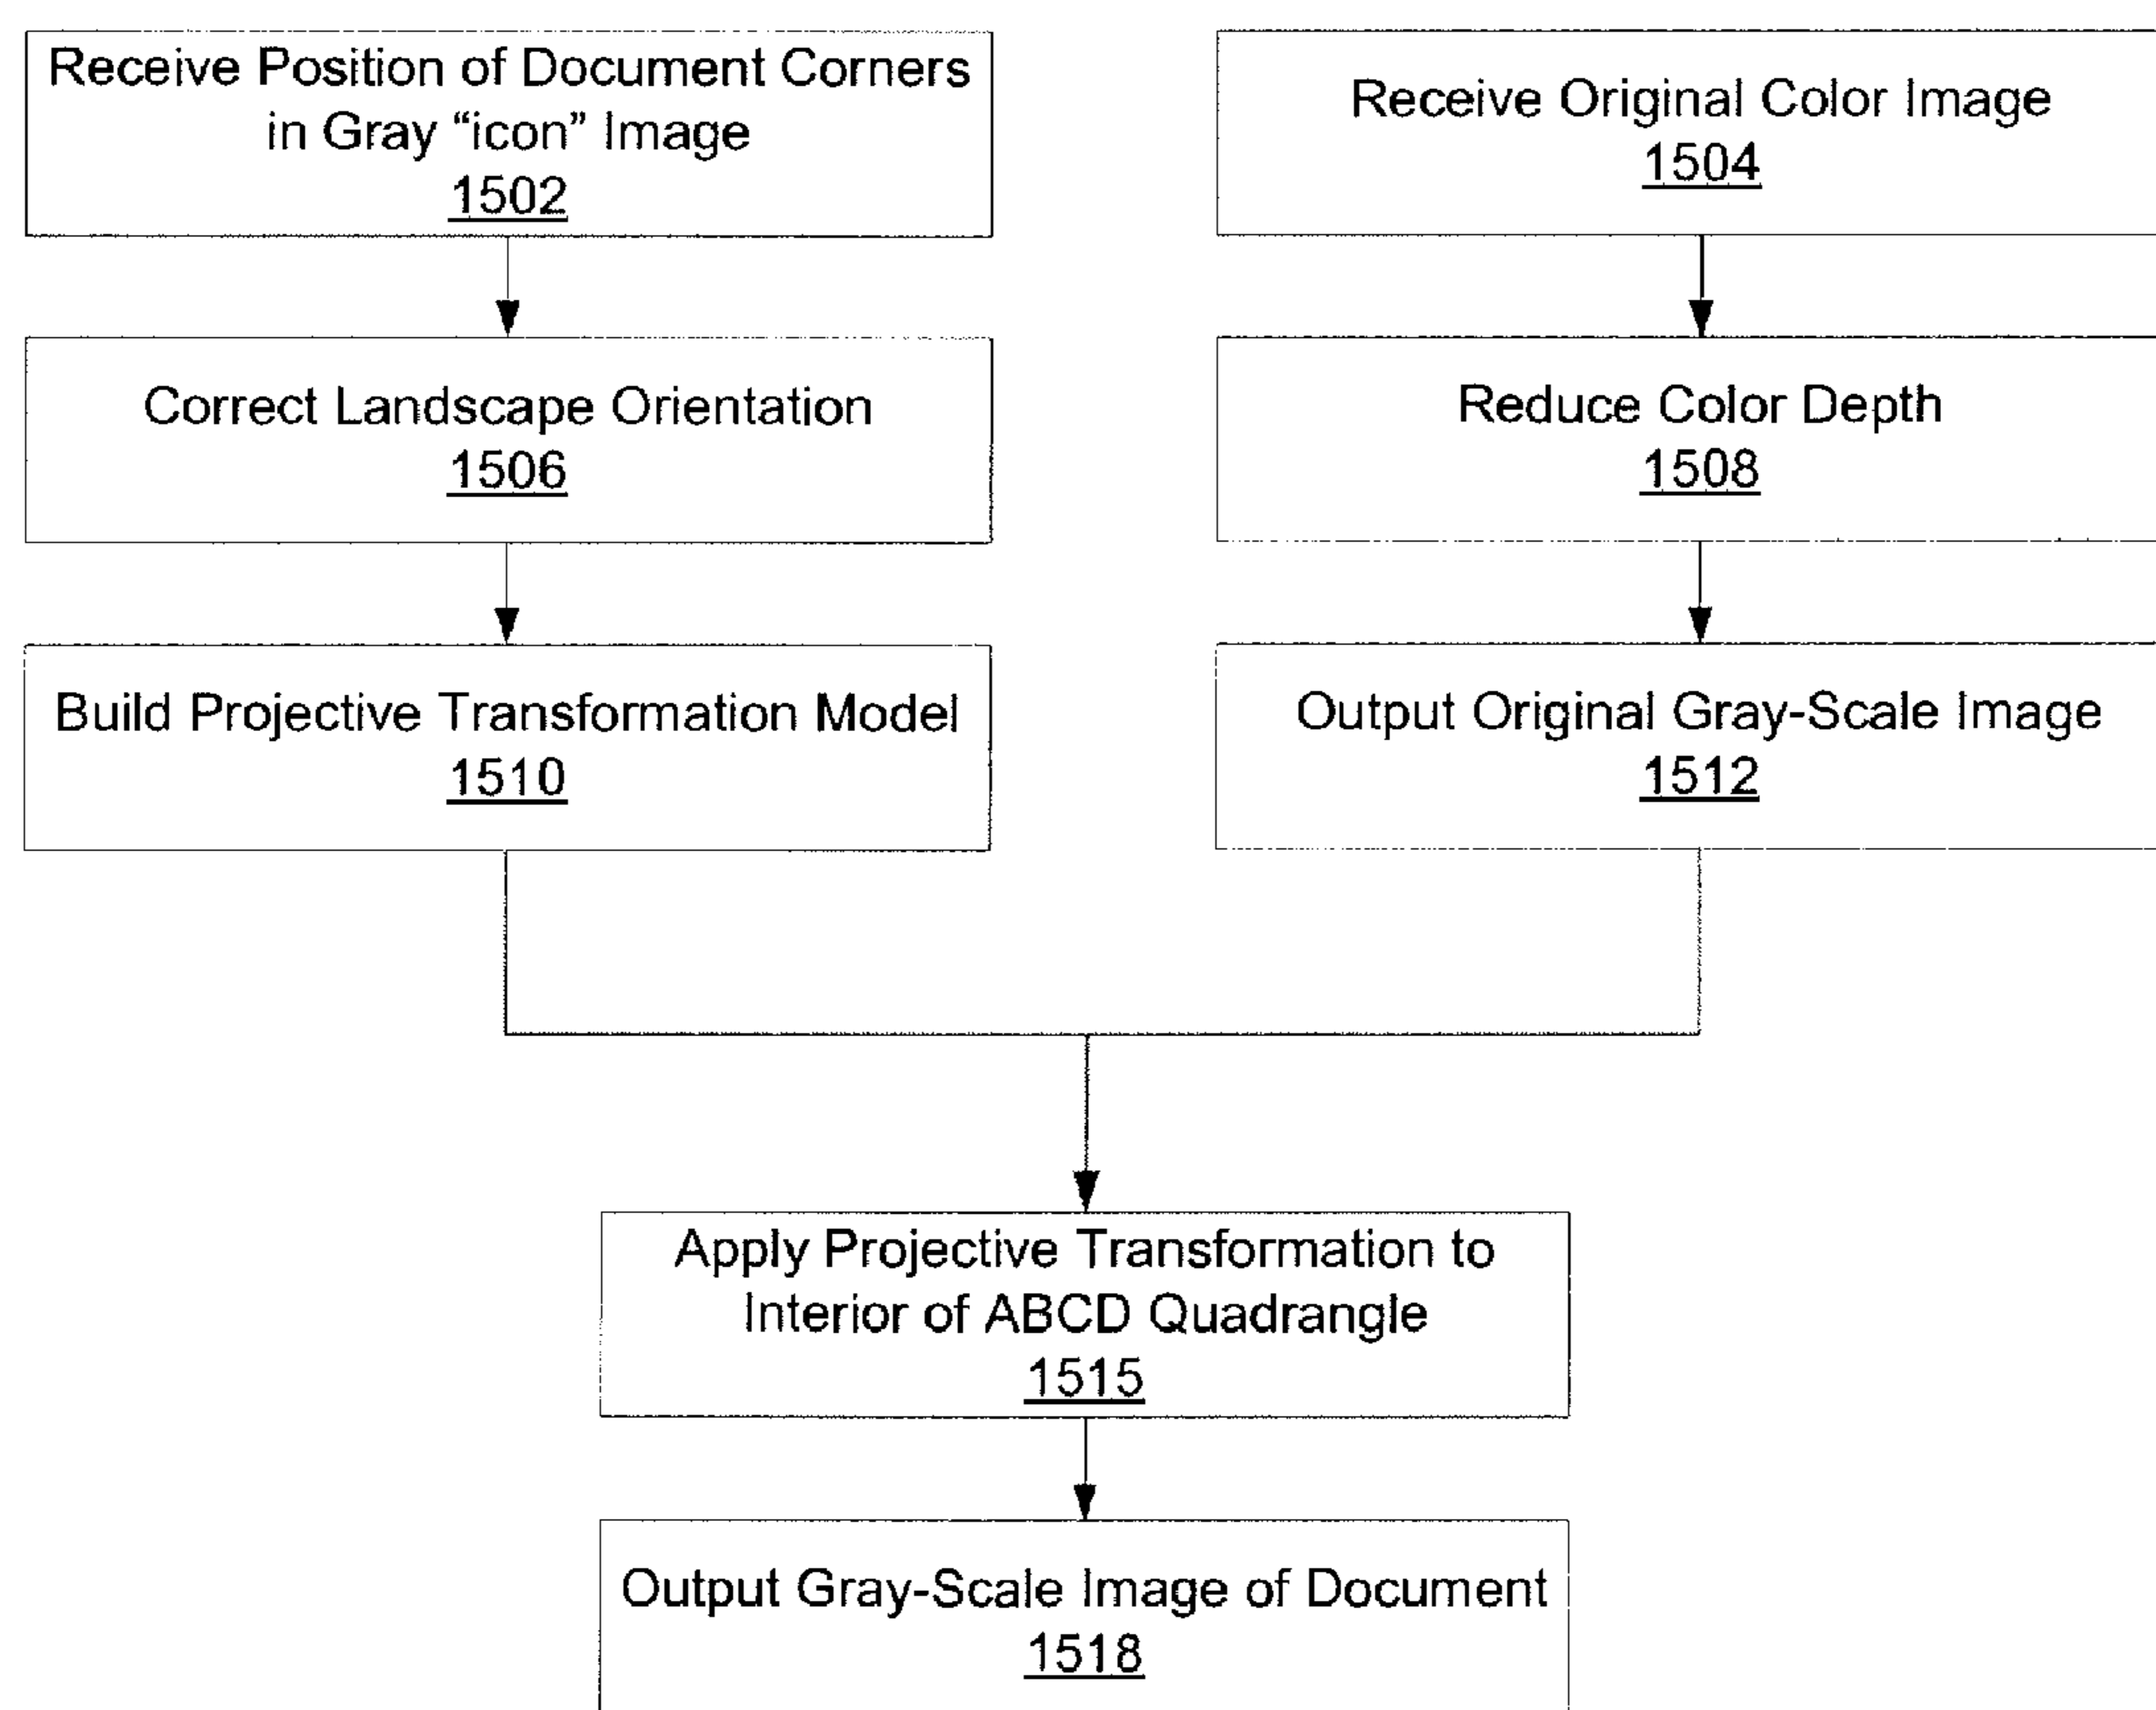 Receive Position of Document Corners
in Gray “icon” Image
1502
Receive Original Color Image
1504
Correct Landscape Orientation
1506
Reduce Color Depth
1508
Build Projective Transformation Model
1510
Output Original Gray-Scale Image
1512
Apply Projective Transformation to
Interior of ABCD Quadrangle
1515
Output Gray-Scale Image of Document
1518